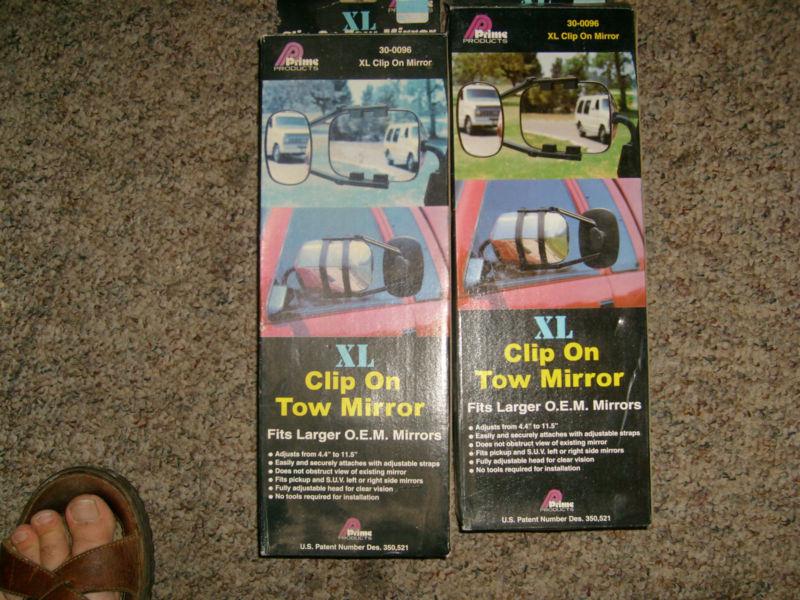 XL
Clip On Tow Mirror
Prime
PRODUCTS
30-0096
XL Clip On Mirror
XL
Clip On
Tow Mirror
Fits Larger O.E.M. Mirrors
• Adjusts from 4.4" to 11.5"
• Easily and securely attaches with adjustable straps
• Does not obstruct view of existing mirror
• Fits pickup and S.U.V. left or right side mirrors
• Fully adjustable head for clear vision
• No tools required for installation
Prime
PRODUCTS
U.S. Patent Number Des. 350,521
Prime
PRODUCTS
30-0096
XL Clip On Mirror
XL
Clip On
Tow Mirror
Fits Larger O.E.M. Mirrors
• Adjusts from 4.4" to 11.5"
• Easily and securely attaches with adjustable straps
• Does not obstruct view of existing mirror
• Fits pickup and S.U.V. left or right side mirrors
• Fully adjustable head for clear vision
• No tools required for installation
Prime
PRODUCTS
U.S. Patent Number Des. 350,521